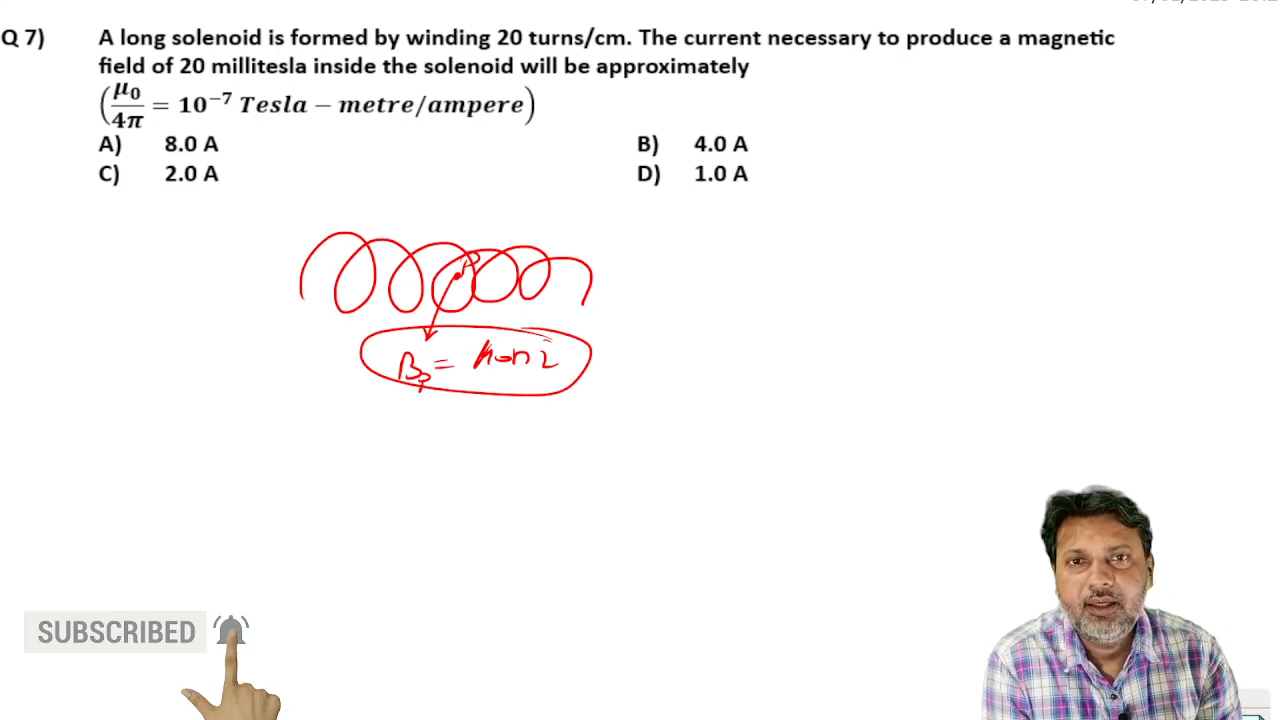 Q 7) A long solenoid is formed by winding 20 turns/cm. The current necessary to produce a magnetic
field of 20 millitesla inside the solenoid will be approximately
(μ₀/4π = 10⁻⁷ Tesla − metre/ampere)
A) 8.0 A B) 4.0 A
C) 2.0 A D) 1.0 A
P
Bₚ = μ₀ni
SUBSCRIBED